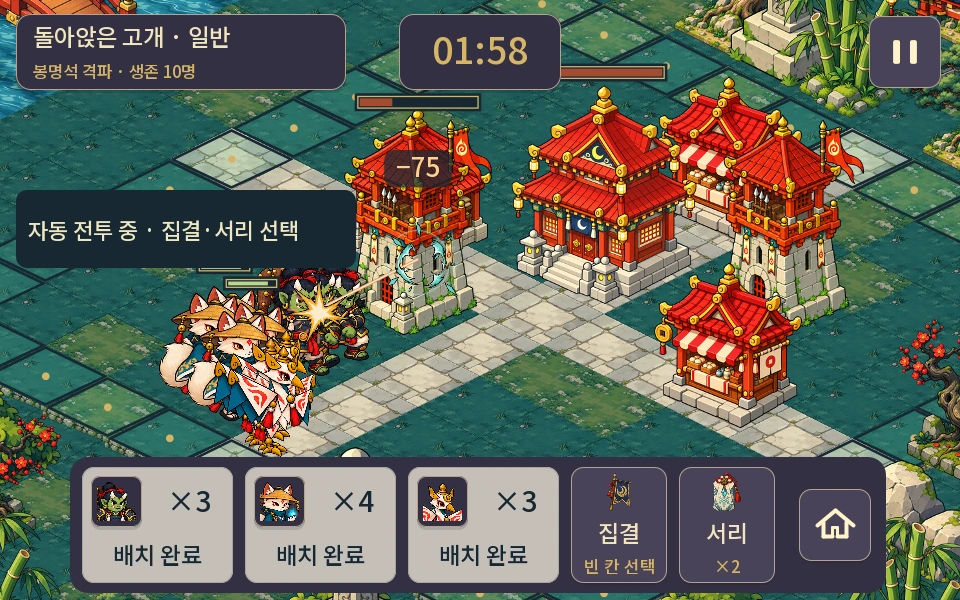 돌아앉은 고개 · 일반
봉명석 격파 · 생존 10명
01:58
−75
자동 전투 중 · 집결·서리 선택
×3
배치 완료
×4
배치 완료
×3
배치 완료
집결
빈 칸 선택
서리
×2